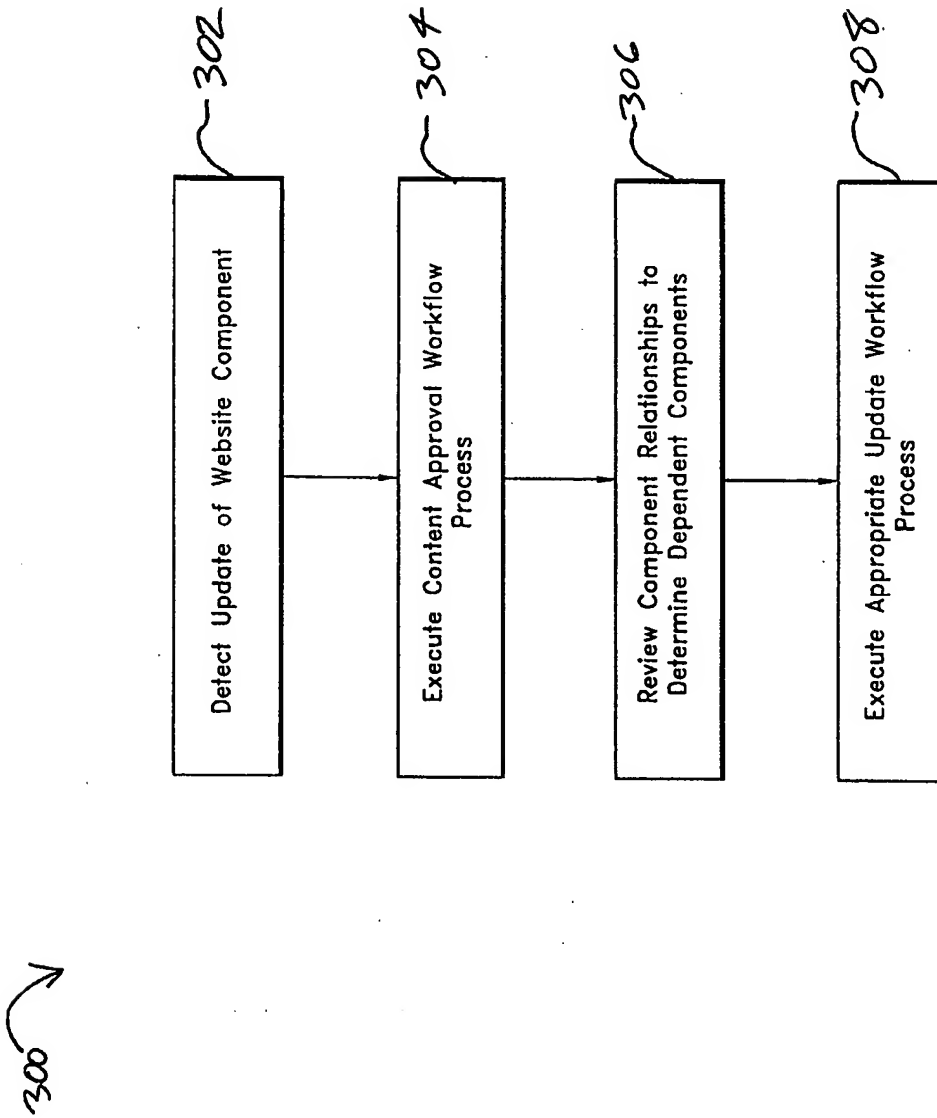 300
Detect Update of Website Component
302
Execute Content Approval Workflow
Process
304
Review Component Relationships to
Determine Dependent Components
306
Execute Appropriate Update Workflow
Process
308